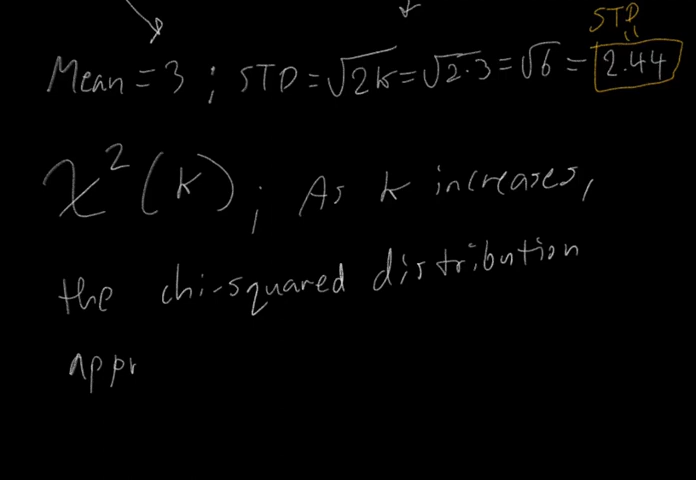 STD
"
Mean = 3 ; STD = √2k = √2.3 = √6 = 2.44
χ²(k) ; As k increases,
the chi-squared distribution
appr